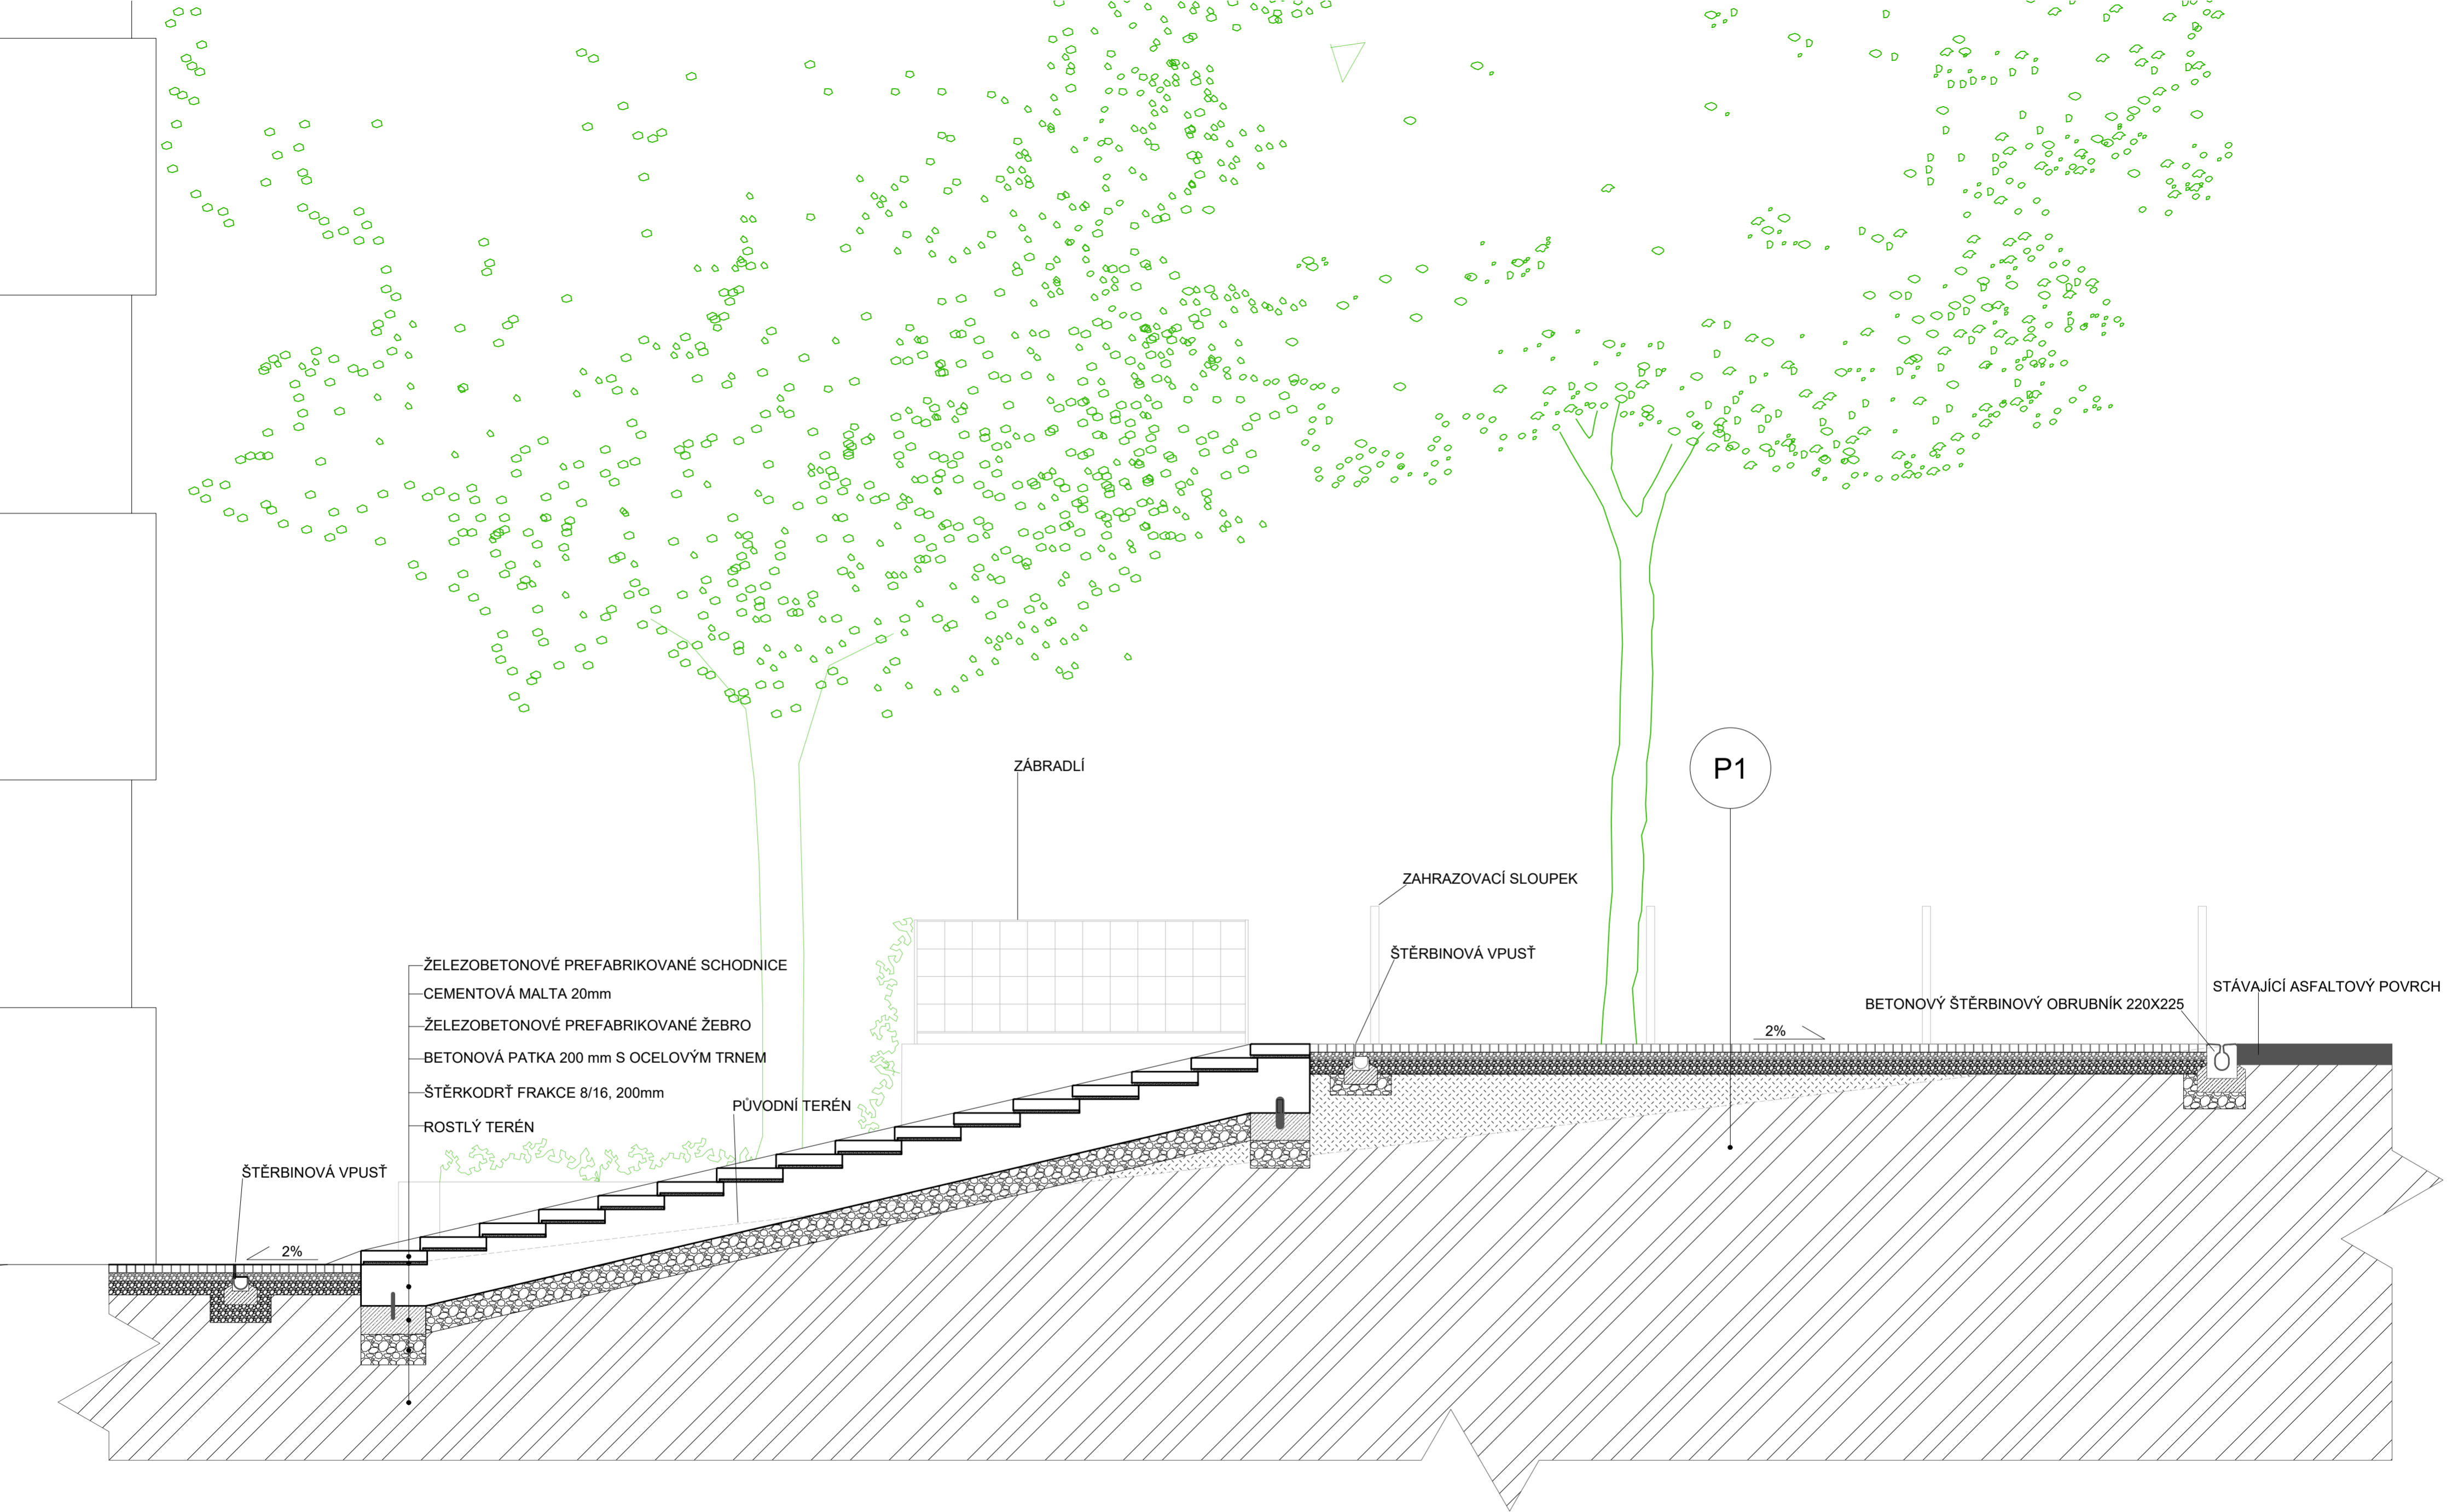 ZÁBRADLÍ
P1
ZAHRAZOVACÍ SLOUPEK
ŠTĚRBINOVÁ VPUSŤ
ŽELEZOBETONOVÉ PREFABRIKOVANÉ SCHODNICE
CEMENTOVÁ MALTA 20mm
ŽELEZOBETONOVÉ PREFABRIKOVANÉ ŽEBRO
BETONOVÁ PATKA 200 mm S OCELOVÝM TRNEM
ŠTĚRKODRŤ FRAKCE 8/16, 200mm
ROSTLÝ TERÉN
PŮVODNÍ TERÉN
STÁVAJÍCÍ ASFALTOVÝ POVRCH
BETONOVÝ ŠTĚRBINOVÝ OBRUBNÍK 220X225
2%
ŠTĚRBINOVÁ VPUSŤ
2%